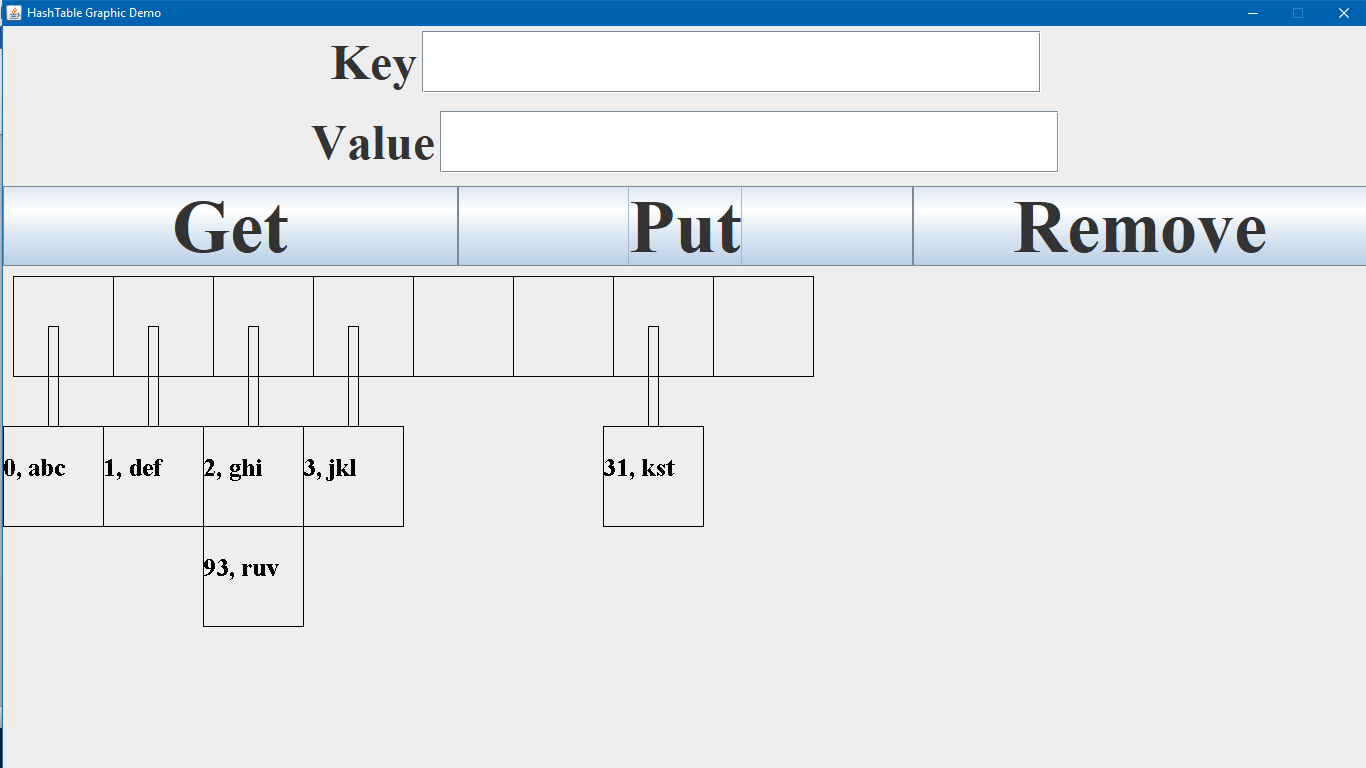 HashTable Graphic Demo
Key
Value
Get Put Remove
0, abc 1, def 2, ghi 3, jkl 31, kst
93, ruv